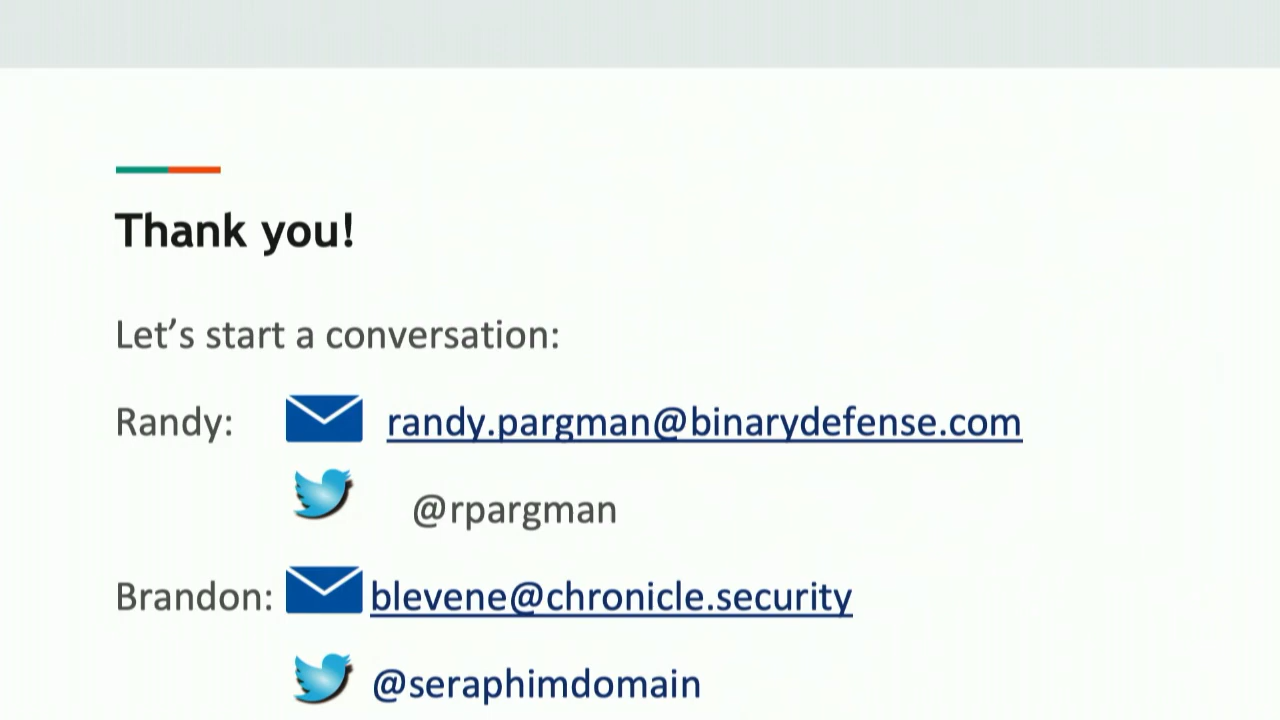 Thank you!
Let’s start a conversation:
Randy: randy.pargman@binarydefense.com
@rpargman
Brandon: blevene@chronicle.security
@seraphimdomain